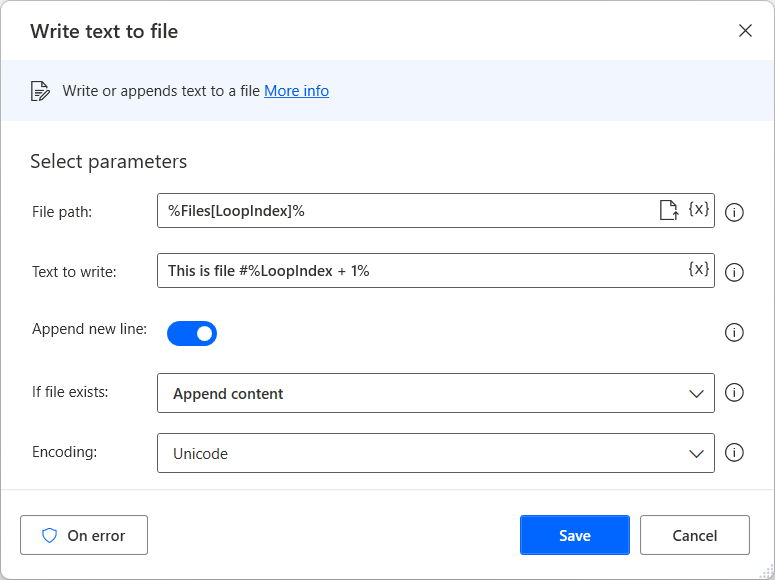 Write text to file
Write or appends text to a file More info
Select parameters
File path: %Files[LoopIndex]% {x}
Text to write: This is file #%LoopIndex + 1% {x}
Append new line:
If file exists: Append content
Encoding: Unicode
On error Save Cancel